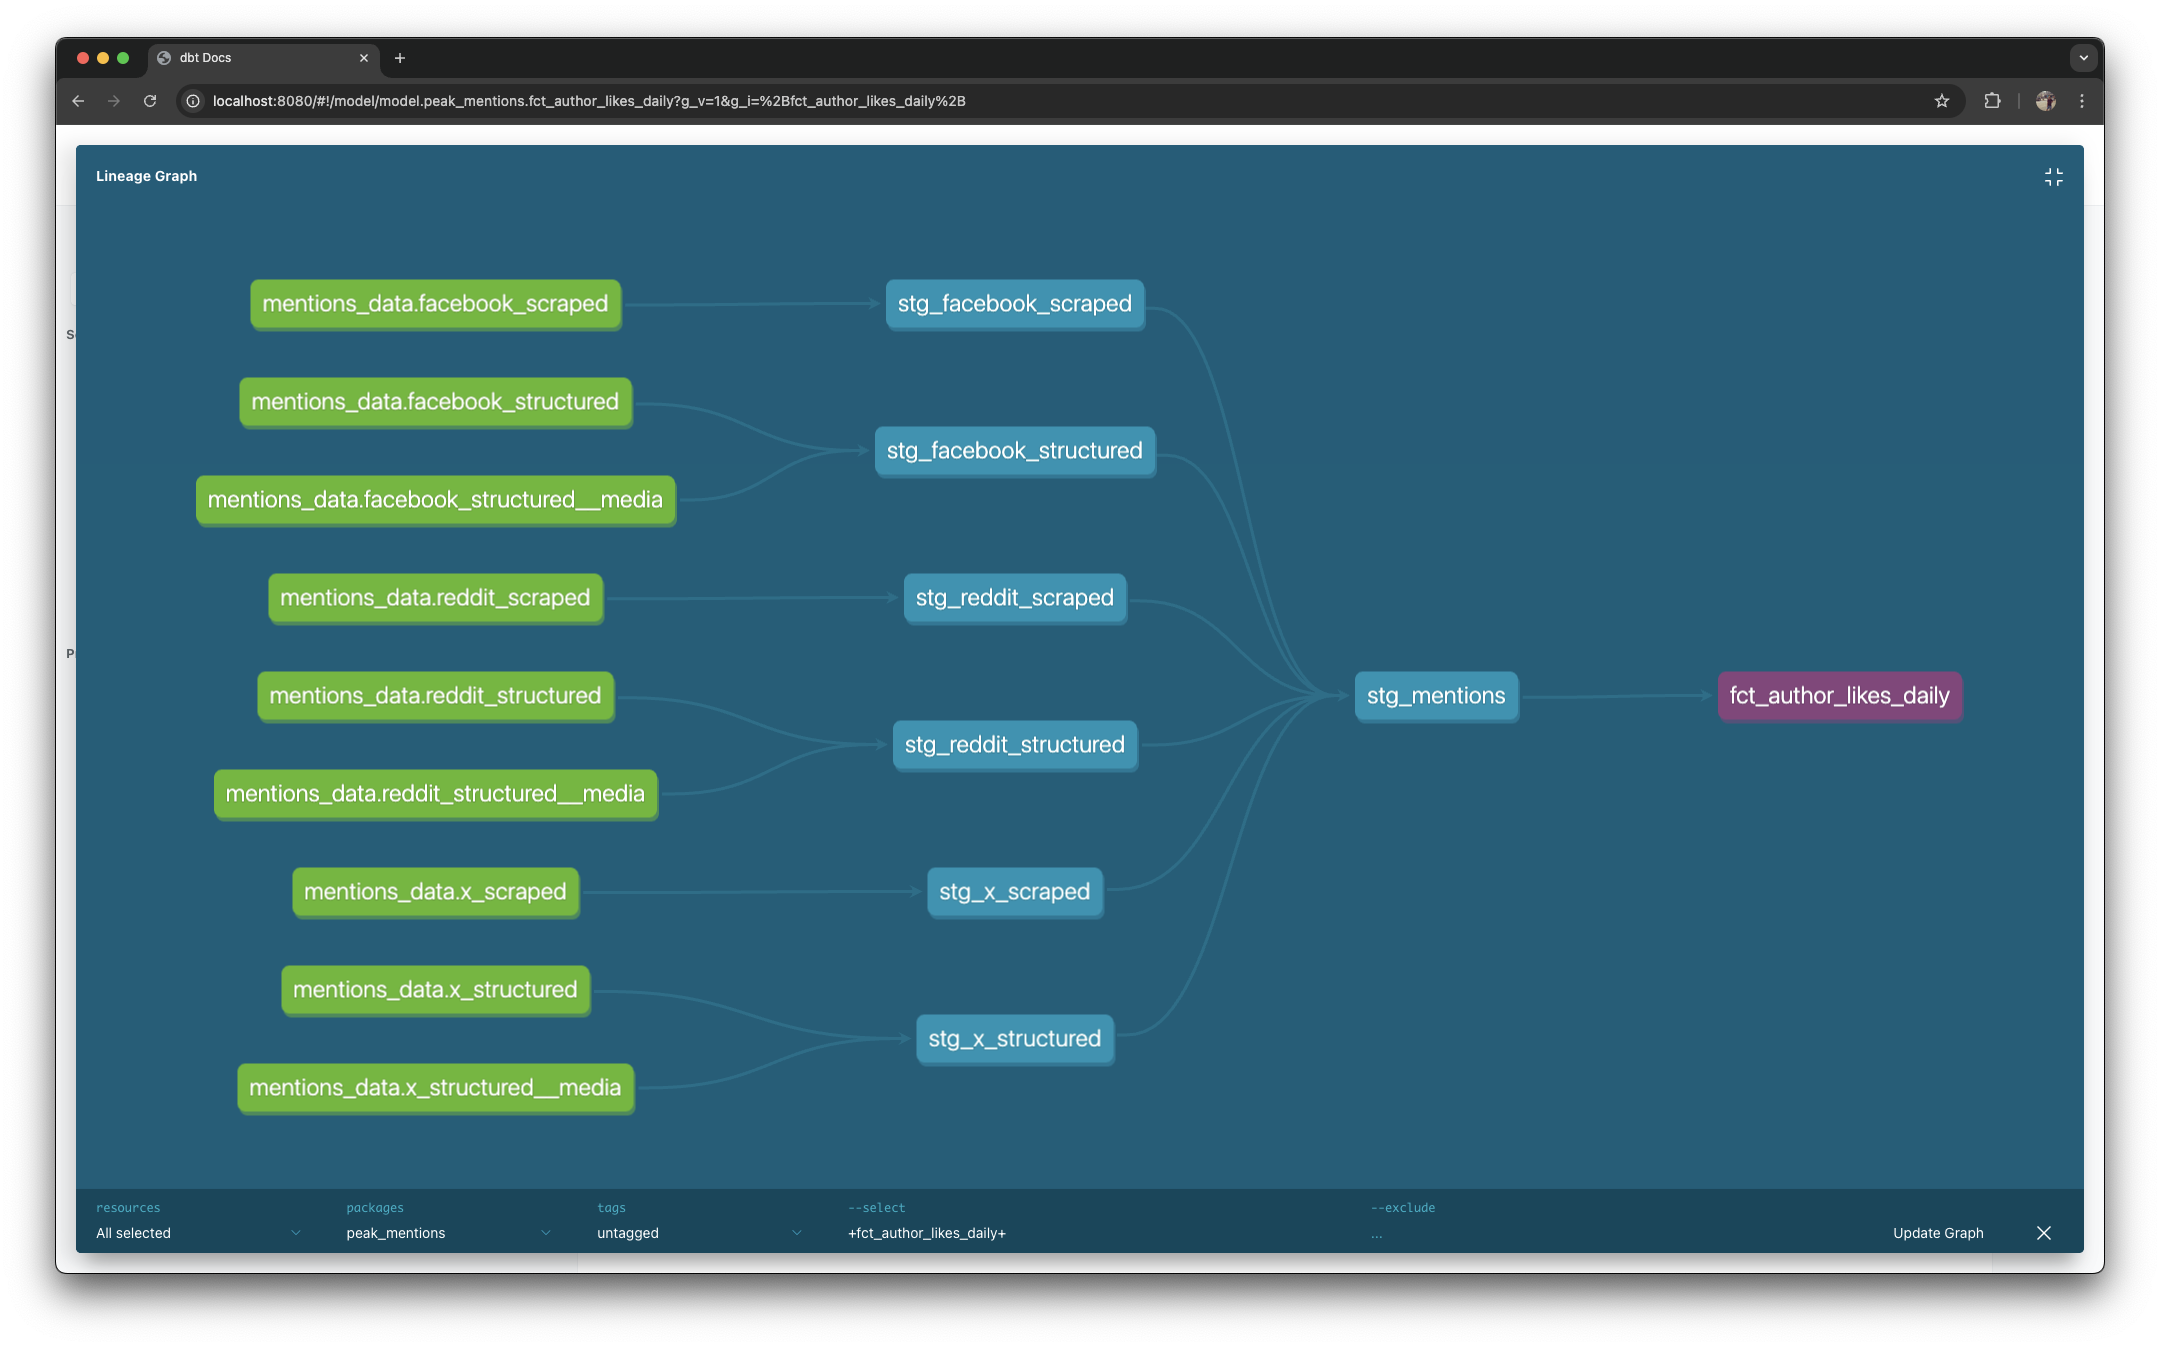 dbt Docs
localhost:8080/#!/model/model.peak_mentions.fct_author_likes_daily?g_v=1&g_i=%2Bfct_author_likes_daily%2B
Lineage Graph
mentions_data.facebook_scraped
stg_facebook_scraped
mentions_data.facebook_structured
stg_facebook_structured
mentions_data.facebook_structured__media
mentions_data.reddit_scraped
stg_reddit_scraped
mentions_data.reddit_structured
stg_mentions
fct_author_likes_daily
stg_reddit_structured
mentions_data.reddit_structured__media
mentions_data.x_scraped
stg_x_scraped
mentions_data.x_structured
stg_x_structured
mentions_data.x_structured__media
resources
packages
tags
--select
--exclude
All selected
peak_mentions
untagged
+fct_author_likes_daily+
...
Update Graph